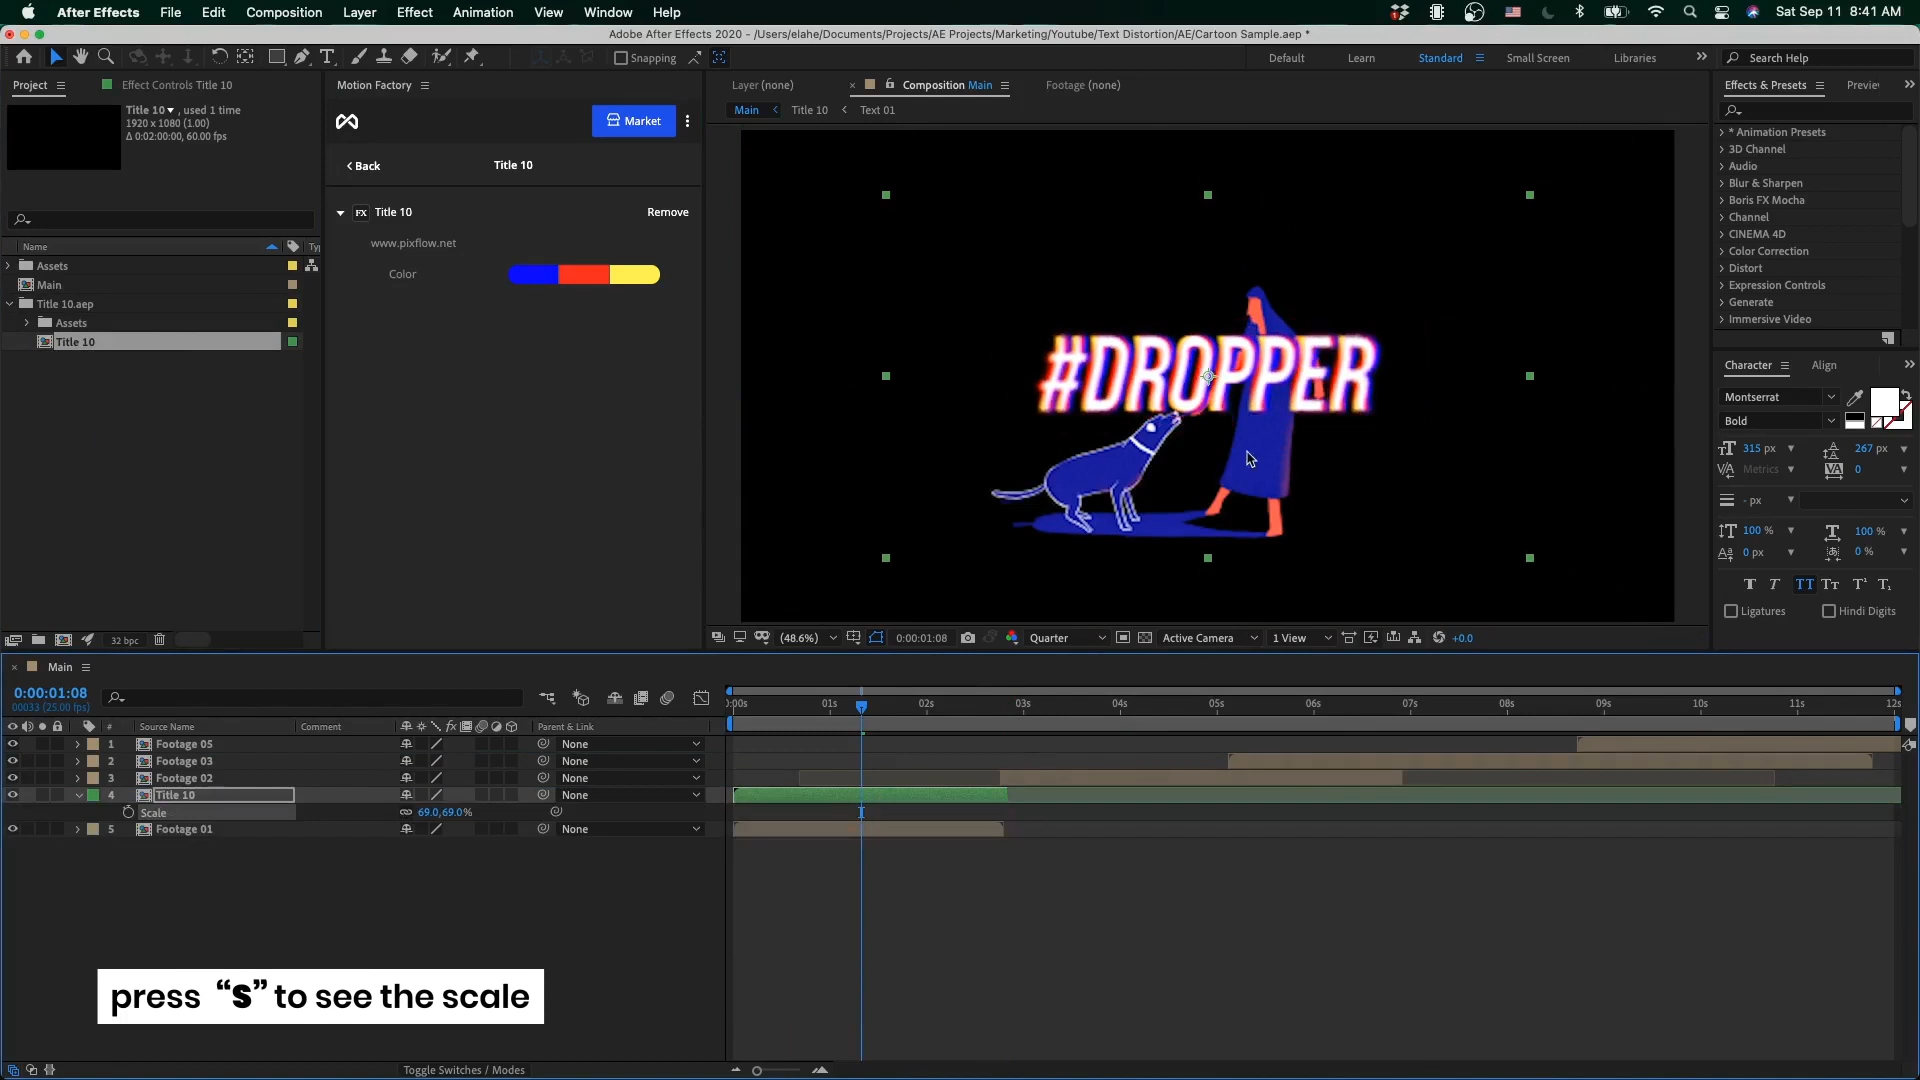 After Effects File Edit Composition Layer Effect Animation View Window Help Sat Sep 11 8:41 AM
Adobe After Effects 2020 - /Users/elahe/Documents/Projects/AE Projects/Marketing/Youtube/Text Distortion/AE/Cartoon Sample.aep *
Snapping Default Learn Standard Small Screen Libraries Search Help
Project Effect Controls Title 10
Title 10 , used 1 time
1920 x 1080 (1.00)
Δ 0:02:00:00, 60.00 fps
Name Ty
Assets
Main
Title 10.aep
Assets
Title 10
32 bpc
Motion Factory
Market
Back Title 10
FX Title 10 Remove
www.pixflow.net
Color
Layer (none) Composition Main Footage (none)
Main Title 10 Text 01
#DROPPER
(48.6%) 0:00:01:08 Quarter Active Camera 1 View +0.0
Effects & Presets Previe
* Animation Presets
3D Channel
Audio
Blur & Sharpen
Boris FX Mocha
Channel
CINEMA 4D
Color Correction
Distort
Expression Controls
Generate
Immersive Video
Character Align
Montserrat
Bold
315 px 267 px
Metrics 0
- px
100 % 100 %
0 px 0 %
Ligatures Hindi Digits
Main
0:00:01:08
00033 (25.00 fps)
# Source Name Comment Parent & Link
:00s 01s 02s 03s 04s 05s 06s 07s 08s 09s 10s 11s 12s
1 Footage 05 None
2 Footage 03 None
3 Footage 02 None
4 Title 10 None
Scale 69.0,69.0%
5 Footage 01 None
press “S” to see the scale
Toggle Switches / Modes